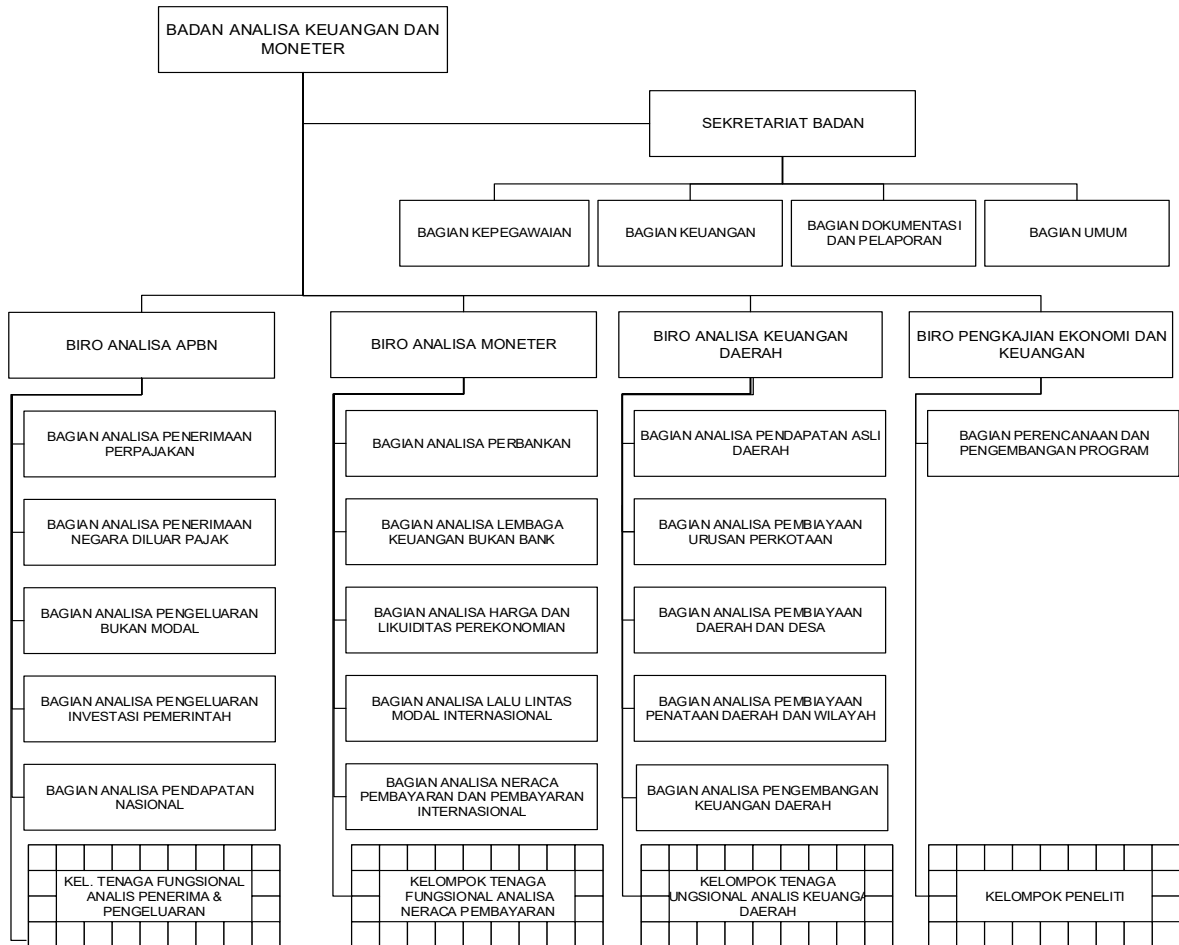 BADAN ANALISA KEUANGAN DAN
MONETER
SEKRETARIAT BADAN
BAGIAN KEPEGAWAIAN
BAGIAN KEUANGAN
BAGIAN DOKUMENTASI
DAN PELAPORAN
BAGIAN UMUM
BIRO ANALISA APBN
BIRO ANALISA MONETER
BIRO ANALISA KEUANGAN
DAERAH
BIRO PENGKAJIAN EKONOMI DAN
KEUANGAN
BAGIAN ANALISA PENERIMAAN
PERPAJAKAN
BAGIAN ANALISA PENERIMAAN
NEGARA DILUAR PAJAK
BAGIAN ANALISA PENGELUARAN
BUKAN MODAL
BAGIAN ANALISA PENGELUARAN
INVESTASI PEMERINTAH
BAGIAN ANALISA PENDAPATAN
NASIONAL
KEL. TENAGA FUNGSIONAL
ANALIS PENERIMA &
PENGELUARAN
BAGIAN ANALISA PERBANKAN
BAGIAN ANALISA LEMBAGA
KEUANGAN BUKAN BANK
BAGIAN ANALISA HARGA DAN
LIKUIDITAS PEREKONOMIAN
BAGIAN ANALISA LALU LINTAS
MODAL INTERNASIONAL
BAGIAN ANALISA NERACA
PEMBAYARAN DAN PEMBAYARAN
INTERNASIONAL
KELOMPOK TENAGA
FUNGSIONAL ANALISA
NERACA PEMBAYARAN
BAGIAN ANALISA PENDAPATAN ASLI
DAERAH
BAGIAN ANALISA PEMBIAYAAN
URUSAN PERKOTAAN
BAGIAN ANALISA PEMBIAYAAN
DAERAH DAN DESA
BAGIAN ANALISA PEMBIAYAAN
PENATAAN DAERAH DAN WILAYAH
BAGIAN ANALISA PENGEMBANGAN
KEUANGAN DAERAH
KELOMPOK TENAGA
UNGSIONAL ANALIS KEUANGA
DAERAH
BAGIAN PERENCANAAN DAN
PENGEMBANGAN PROGRAM
KELOMPOK PENELITI